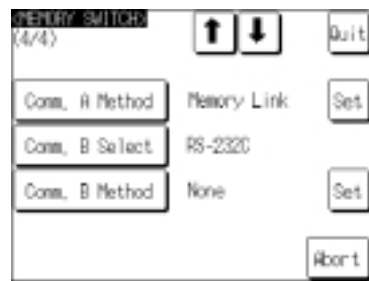 <MEMORY SWITCH>
(4/4)
Quit
Comm. A Method Memory Link Set
Comm. B Select RS-232C
Comm. B Method None Set
Abort